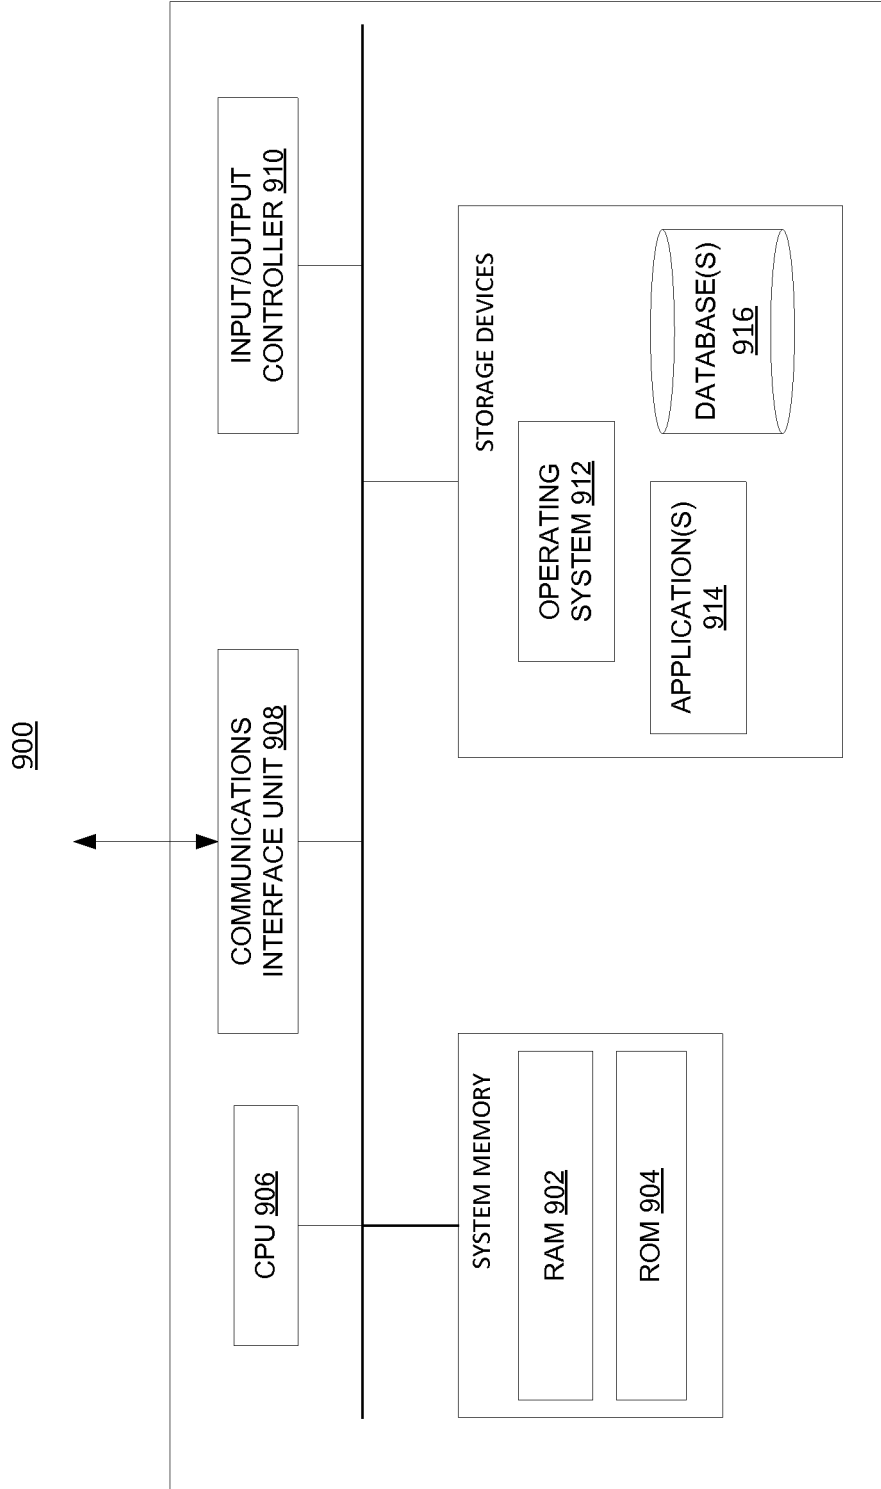 900
CPU 906
COMMUNICATIONS
INTERFACE UNIT 908
INPUT/OUTPUT
CONTROLLER 910
SYSTEM MEMORY
RAM 902
ROM 904
STORAGE DEVICES
OPERATING
SYSTEM 912
APPLICATION(S)
914
DATABASE(S)
916